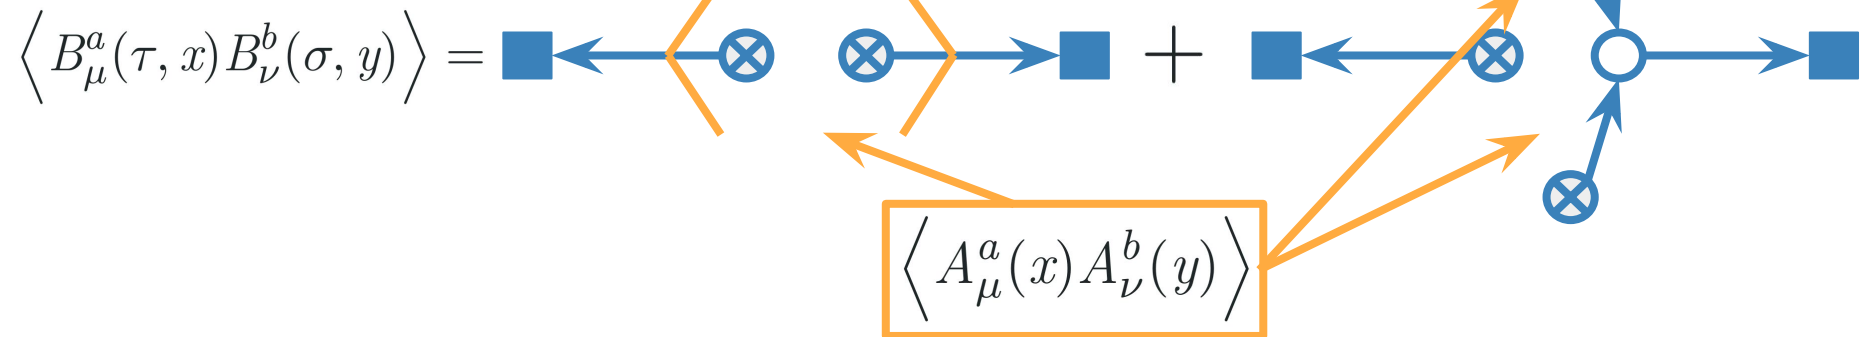 ⟨B^a_μ(τ, x)B^b_ν(σ, y)⟩ = +
⟨A^a_μ(x)A^b_ν(y)⟩